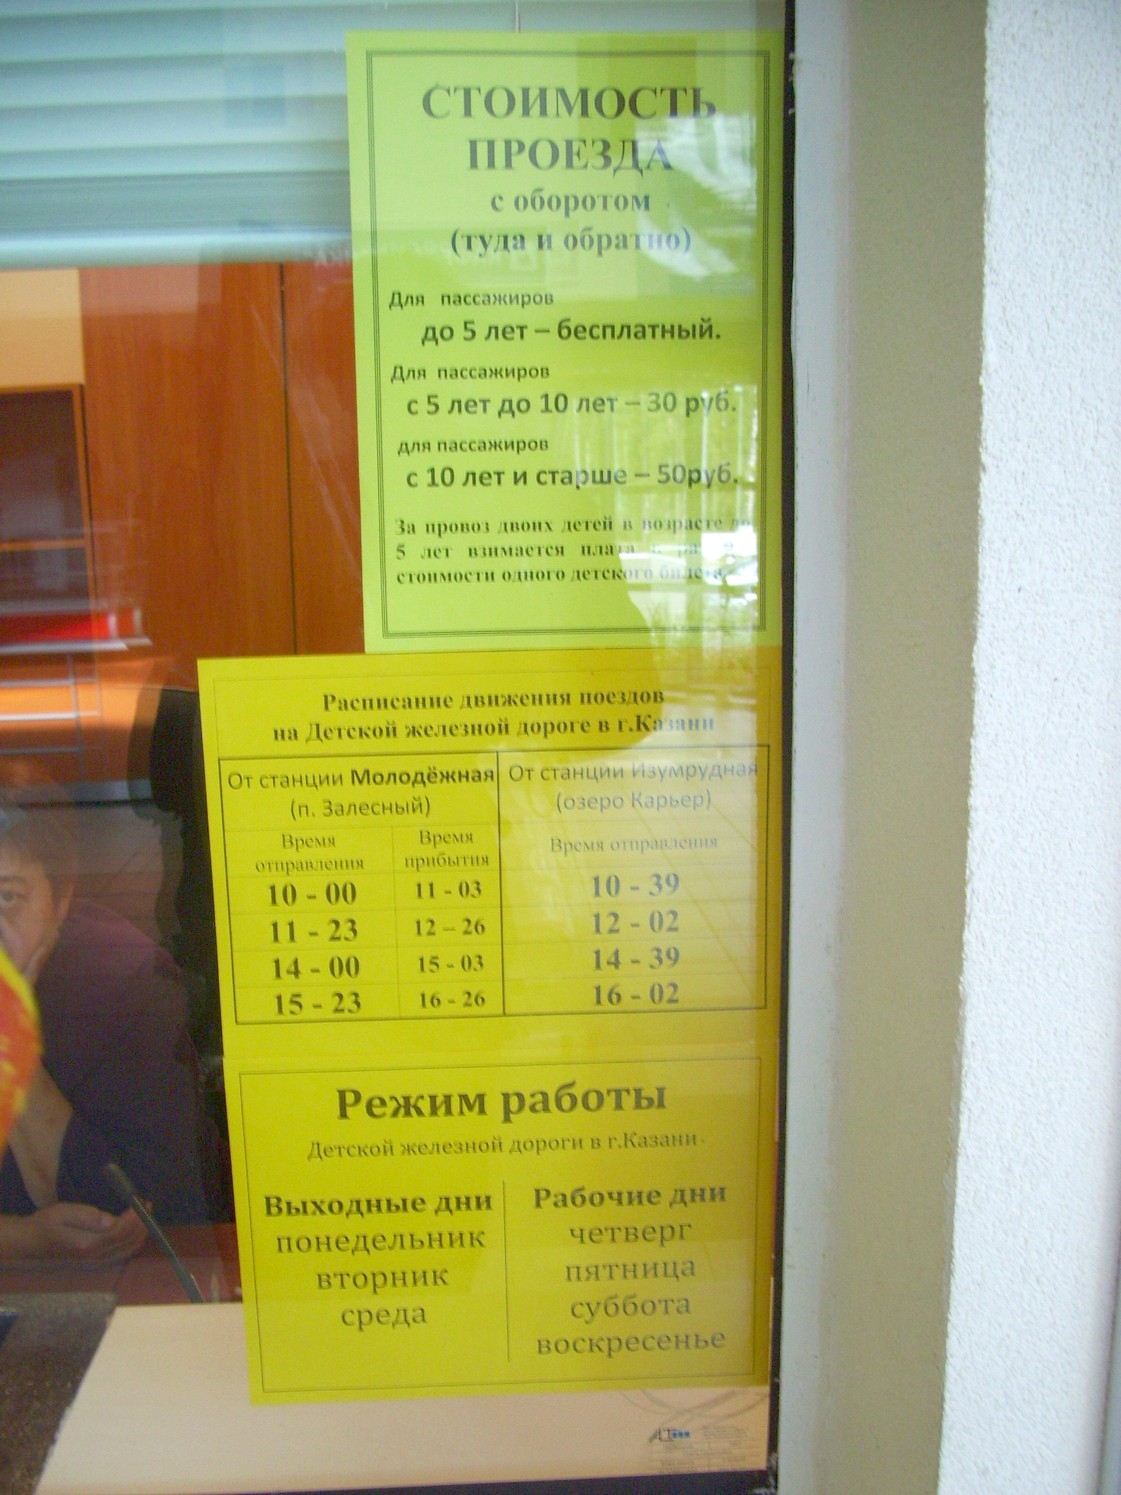 СТОИМОСТЬ
ПРОЕЗДА
с оборотом
(туда и обратно)
Для пассажиров
до 5 лет – бесплатный.
Для пассажиров
с 5 лет до 10 лет – 30 руб.
для пассажиров
с 10 лет и старше – 50руб.
За провоз двоих детей в возрасте до
5 лет взимается плата в
стоимости одного детского билета
Расписание движения поездов
на Детской железной дороге в г.Казани
От станции Молодёжная
(п. Залесный)
От станции Изумрудная
(озеро Карьер)
Время отправления
Время прибытия
Время отправления
10 - 00 11 - 03 10 - 39
11 - 23 12 – 26 12 - 02
14 - 00 15 - 03 14 - 39
15 - 23 16 - 26 16 - 02
Режим работы
Детской железной дороги в г.Казани
Выходные дни
понедельник
вторник
среда
Рабочие дни
четверг
пятница
суббота
воскресенье